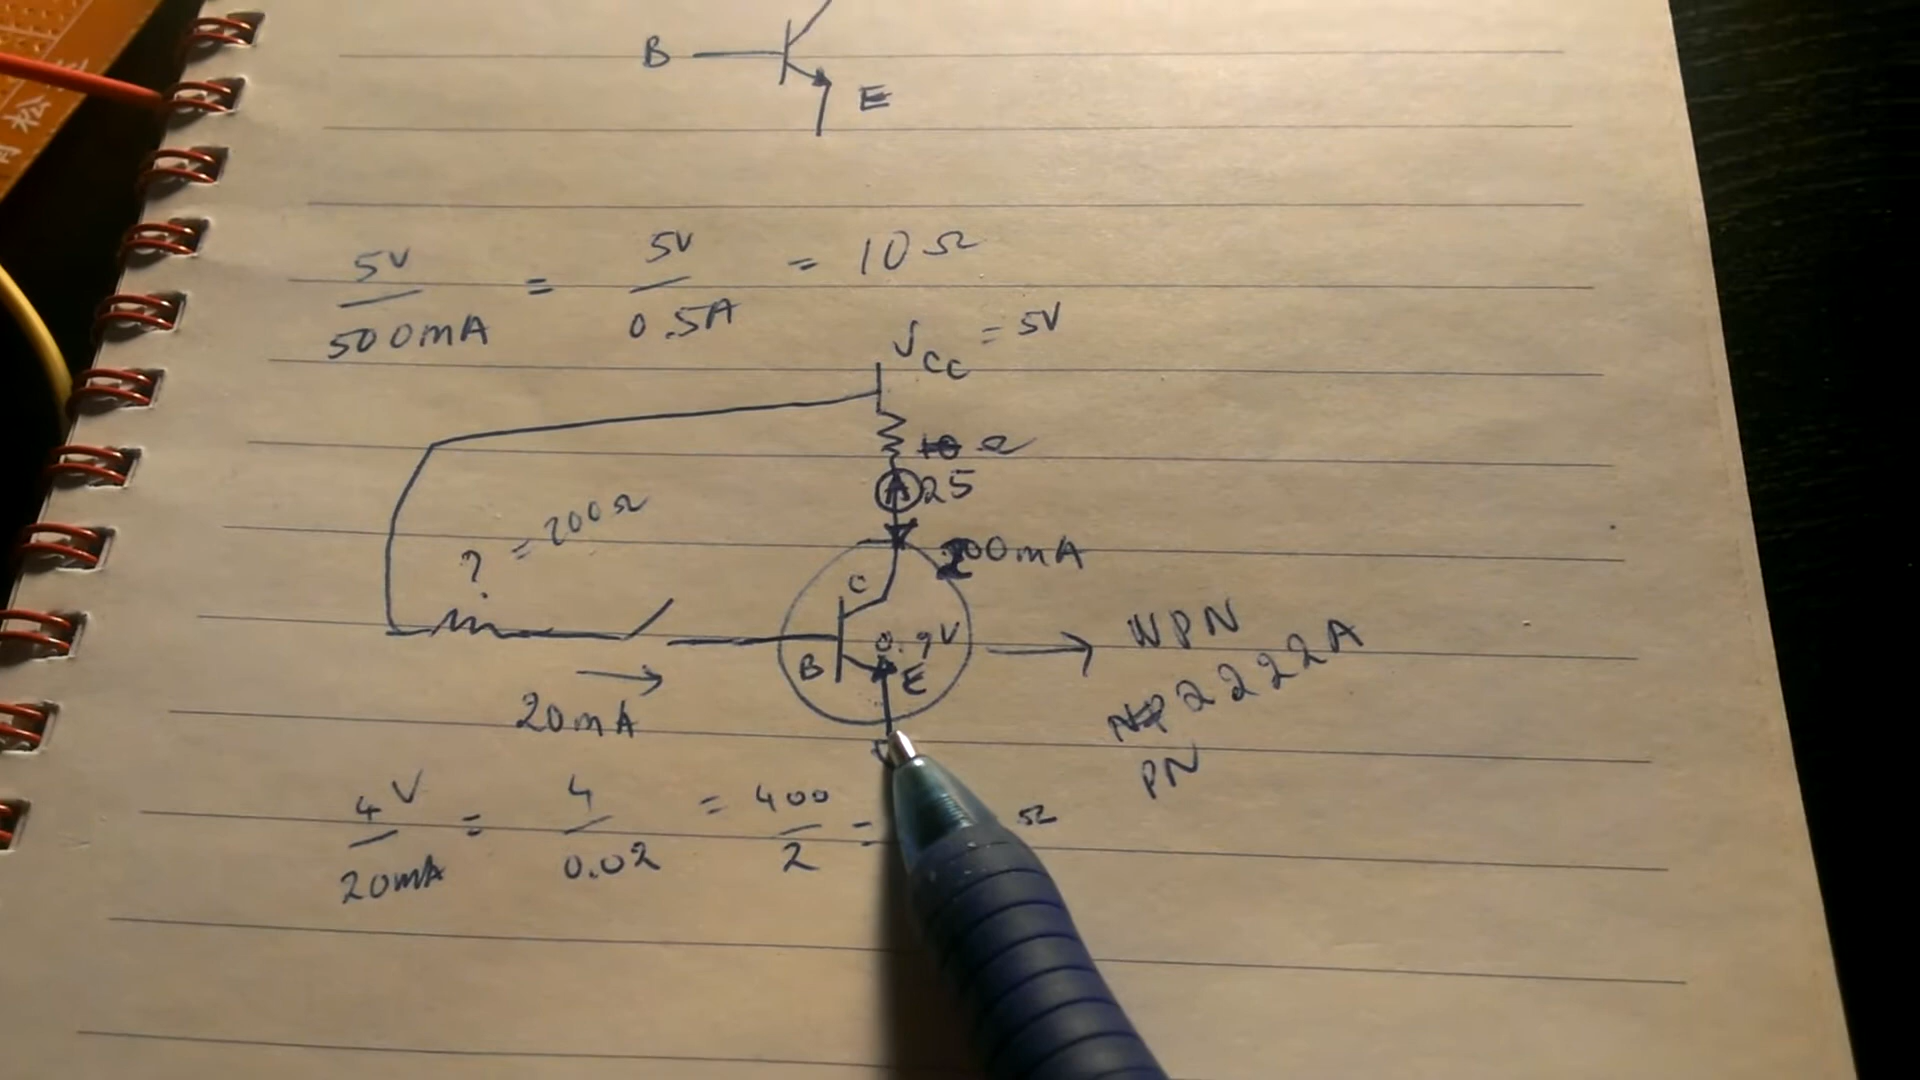 B
E
5V / 500mA = 5V / 0.5A = 10Ω
Vcc = 5V
Ω
A 25
? = 200Ω
200mA
C
0.9V
B
E
NPN
2222A
PN
20mA
4V / 20mA = 4 / 0.02 = 400 / 2 = Ω
松